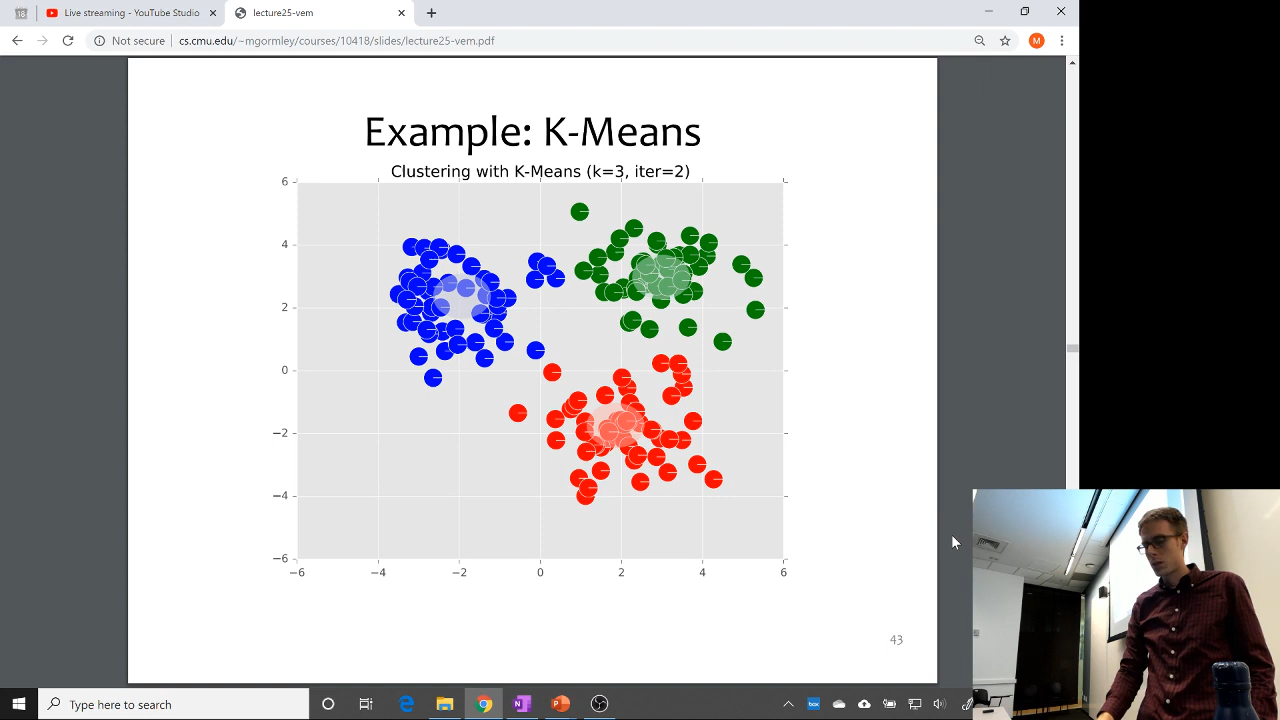 18 Live streaming - YouTube Studio lecture25-vem
Not secure cs.cmu.edu/~mgormley/courses/10418/slides/lecture25-vem.pdf M
Example: K-Means
Clustering with K-Means (k=3, iter=2)
6
4
2
0
−2
−4
−6
−6 −4 −2 0 2 4 6
43
Type here to search
box